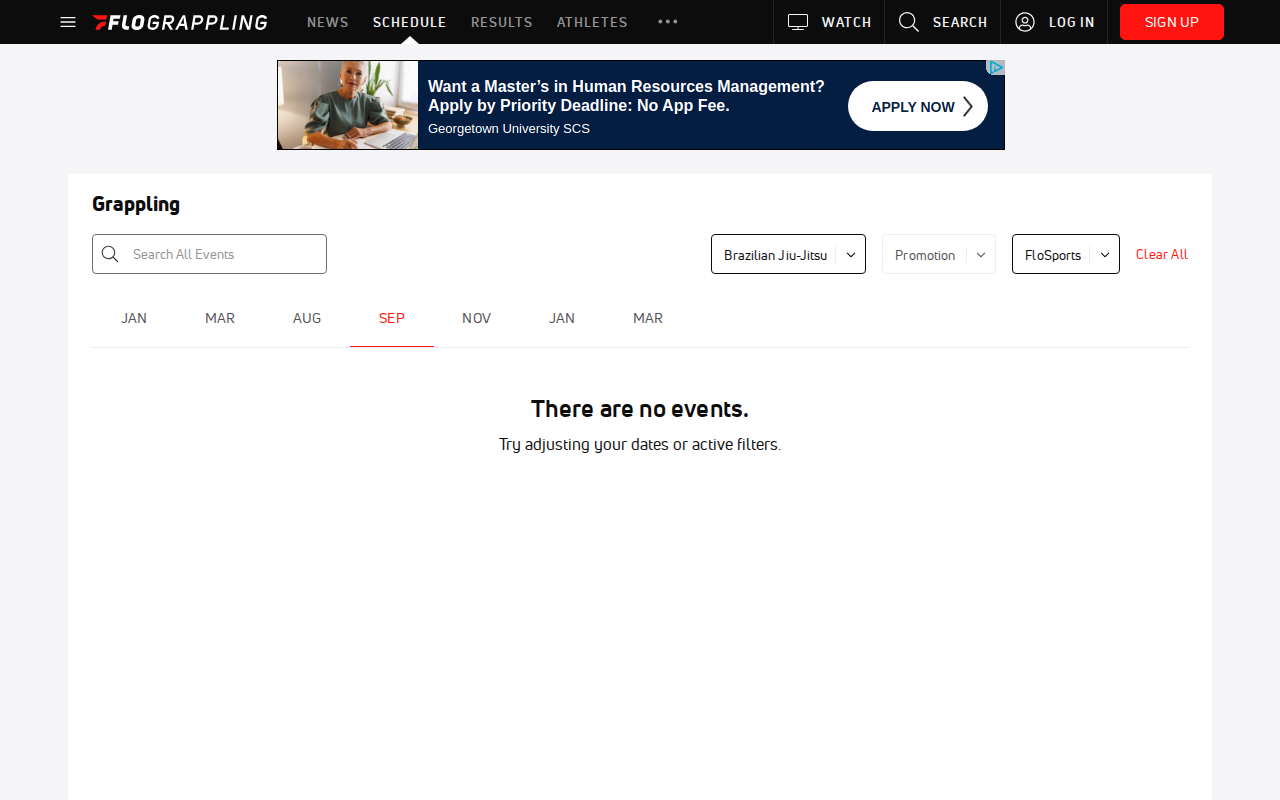 FLOGRAPPLING
NEWS
SCHEDULE
RESULTS
ATHLETES
WATCH
SEARCH
LOG IN
SIGN UP
Want a Master's in Human Resources Management?
Apply by Priority Deadline: No App Fee.
Georgetown University SCS
APPLY NOW
Grappling
Search All Events
Brazilian Jiu-Jitsu
Promotion
FloSports
Clear All
JAN
MAR
AUG
SEP
NOV
JAN
MAR
There are no events.
Try adjusting your dates or active filters.